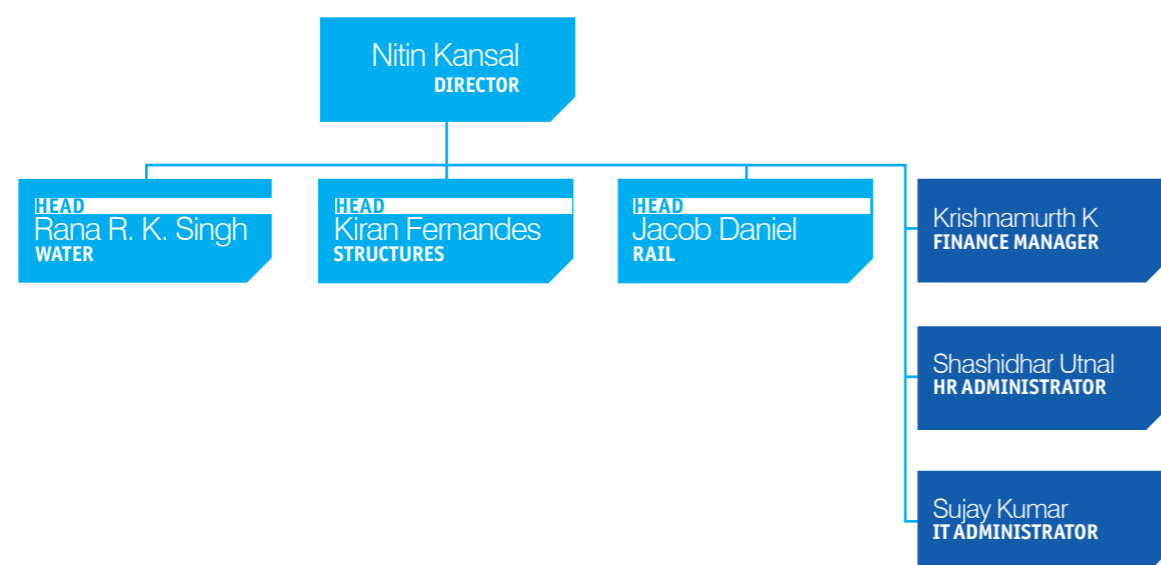 Nitin Kansal
DIRECTOR
HEAD
Rana R. K. Singh
WATER
HEAD
Kiran Fernandes
STRUCTURES
HEAD
Jacob Daniel
RAIL
Krishnamurth K
FINANCE MANAGER
Shashidhar Utnal
HR ADMINISTRATOR
Sujay Kumar
IT ADMINISTRATOR